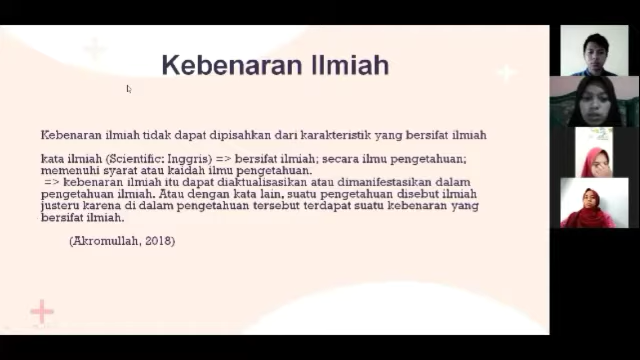 Kebenaran Ilmiah
Kebenaran ilmiah tidak dapat dipisahkan dari karakteristik yang bersifat ilmiah
kata ilmiah (Scientific: Inggris) => bersifat ilmiah; secara ilmu pengetahuan;
memenuhi syarat atau kaidah ilmu pengetahuan.
=> kebenaran ilmiah itu dapat diaktualisasikan atau dimanifestasikan dalam
pengetahuan ilmiah. Atau dengan kata lain, suatu pengetahuan disebut ilmiah
justeru karena di dalam pengetahuan tersebut terdapat suatu kebenaran yang
bersifat ilmiah.
(Akromullah, 2018)